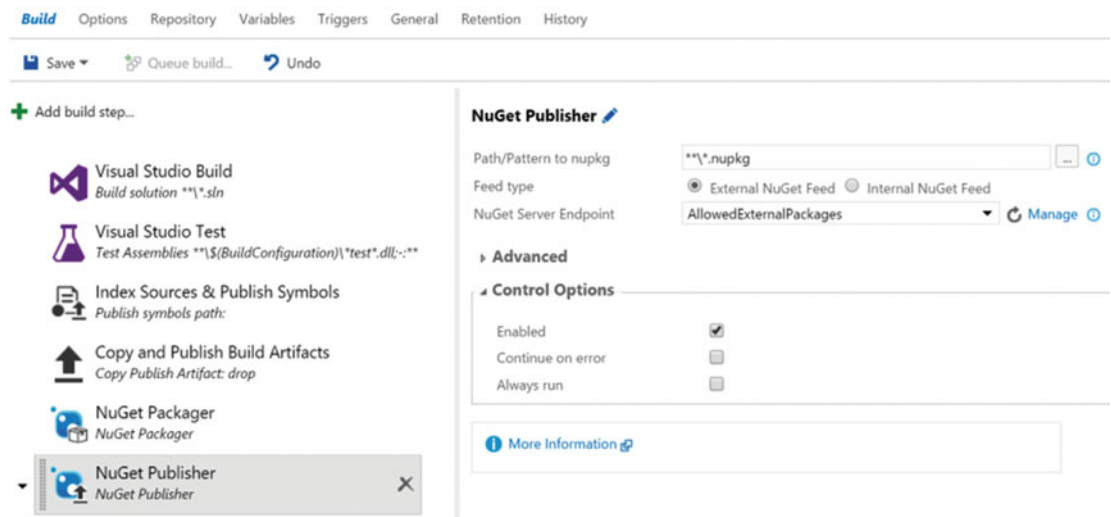 Build Options Repository Variables Triggers General Retention History
Save Queue build... Undo
Add build step...
Visual Studio Build
Build solution **\*.sln
Visual Studio Test
Test Assemblies **\$(BuildConfiguration)\*test*.dll;-:**
Index Sources & Publish Symbols
Publish symbols path:
Copy and Publish Build Artifacts
Copy Publish Artifact: drop
NuGet Packager
NuGet Packager
NuGet Publisher
NuGet Publisher
NuGet Publisher
Path/Pattern to nupkg **\*.nupkg ...
Feed type External NuGet Feed Internal NuGet Feed
NuGet Server Endpoint AllowedExternalPackages Manage
Advanced
Control Options
Enabled
Continue on error
Always run
More Information